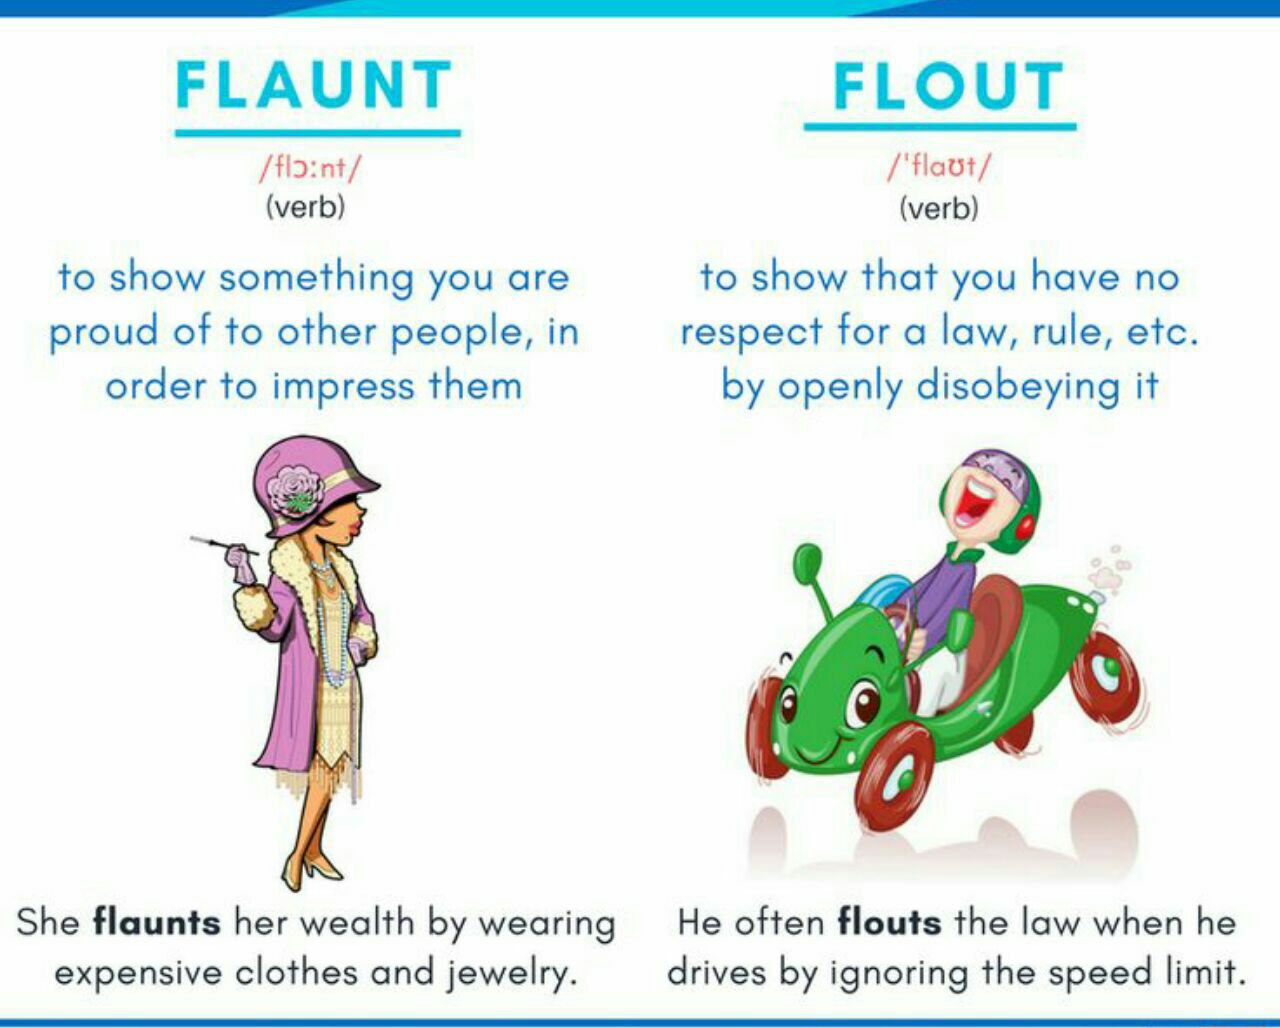 FLAUNT
/flɔːnt/
(verb)
to show something you are
proud of to other people, in
order to impress them
She flaunts her wealth by wearing
expensive clothes and jewelry.
FLOUT
/ˈflaʊt/
(verb)
to show that you have no
respect for a law, rule, etc.
by openly disobeying it
He often flouts the law when he
drives by ignoring the speed limit.